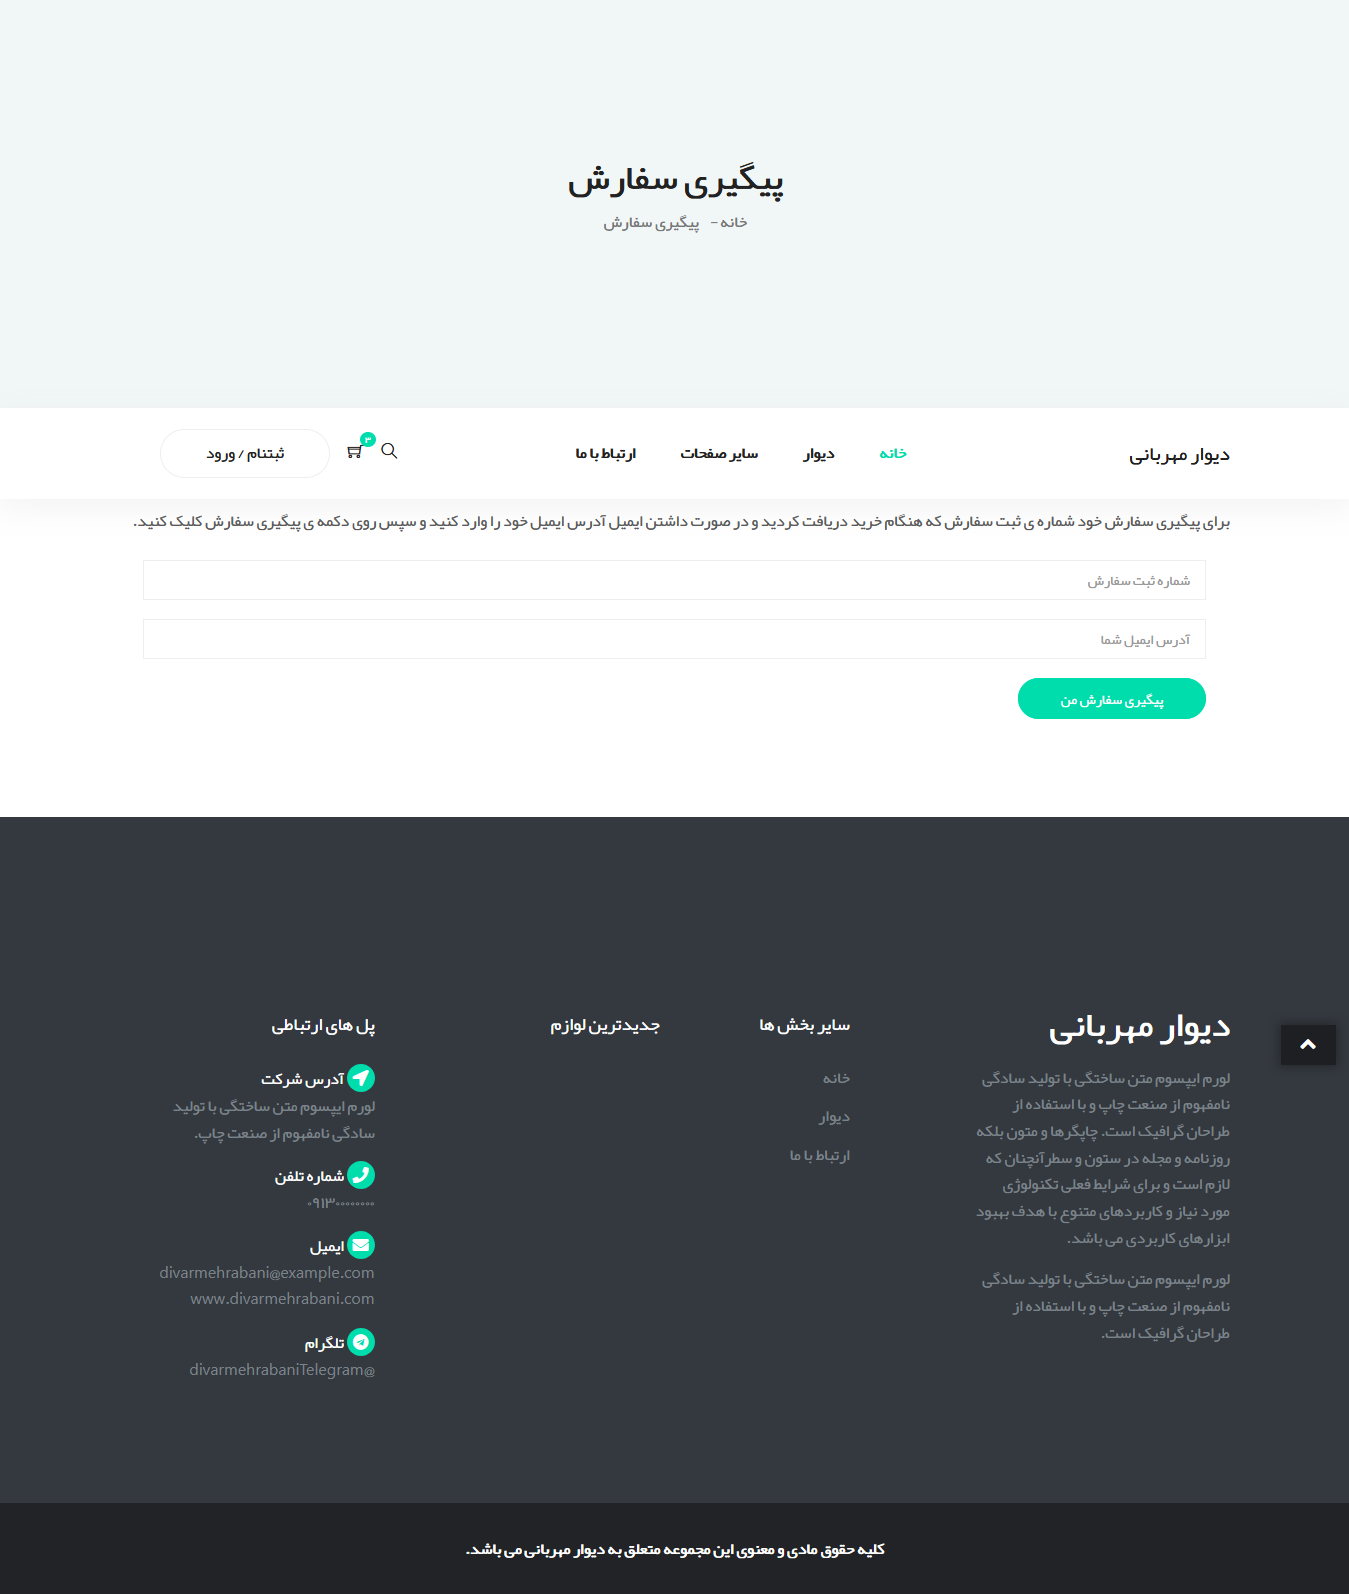 پیگیری سفارش
خانه - پیگیری سفارش
دیوار مهربانی
خانه
دیوار
سایر صفحات
ارتباط با ما
۳
ثبتنام / ورود
برای پیگیری سفارش خود شماره ی ثبت سفارش که هنگام خرید دریافت کردید و در صورت داشتن ایمیل آدرس ایمیل خود را وارد کنید و سپس روی دکمه ی پیگیری سفارش کلیک کنید.
شماره ثبت سفارش
آدرس ایمیل شما
پیگیری سفارش من
دیوار مهربانی
لورم ایپسوم متن ساختگی با تولید سادگی
نامفهوم از صنعت چاپ و با استفاده از
طراحان گرافیک است. چاپگرها و متون بلکه
روزنامه و مجله در ستون و سطرآنچنان که
لازم است و برای شرایط فعلی تکنولوژی
مورد نیاز و کاربردهای متنوع با هدف بهبود
ابزارهای کاربردی می باشد.
لورم ایپسوم متن ساختگی با تولید سادگی
نامفهوم از صنعت چاپ و با استفاده از
طراحان گرافیک است.
سایر بخش ها
خانه
دیوار
ارتباط با ما
جدیدترین لوازم
پل های ارتباطی
آدرس شرکت
لورم ایپسوم متن ساختگی با تولید
سادگی نامفهوم از صنعت چاپ.
شماره تلفن
۰۹۱۳۰۰۰۰۰۰۰۰
ایمیل
divarmehrabani@example.com
www.divarmehrabani.com
تلگرام
divarmehrabaniTelegram@
کلیه حقوق مادی و معنوی این مجموعه متعلق به دیوار مهربانی می باشد.